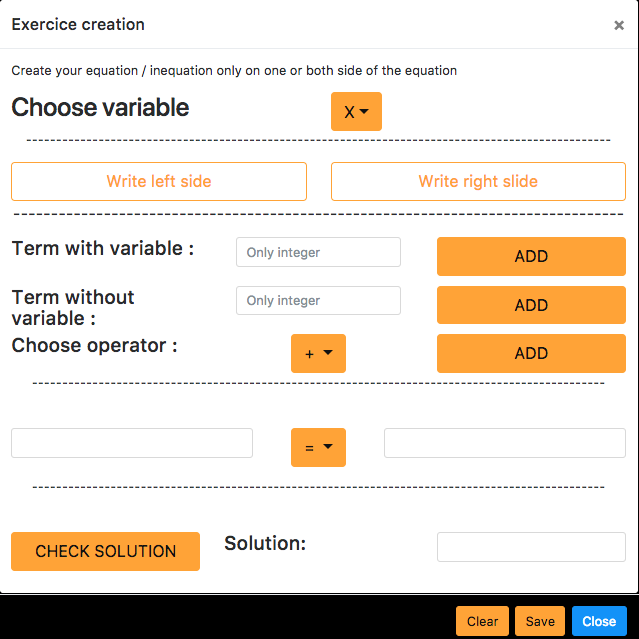 Exercice creation ×
Create your equation / inequation only on one or both side of the equation
Choose variable X
Write left side Write right slide
Term with variable : Only integer ADD
Term without variable : Only integer ADD
Choose operator : + ADD
=
CHECK SOLUTION Solution:
Clear Save Close